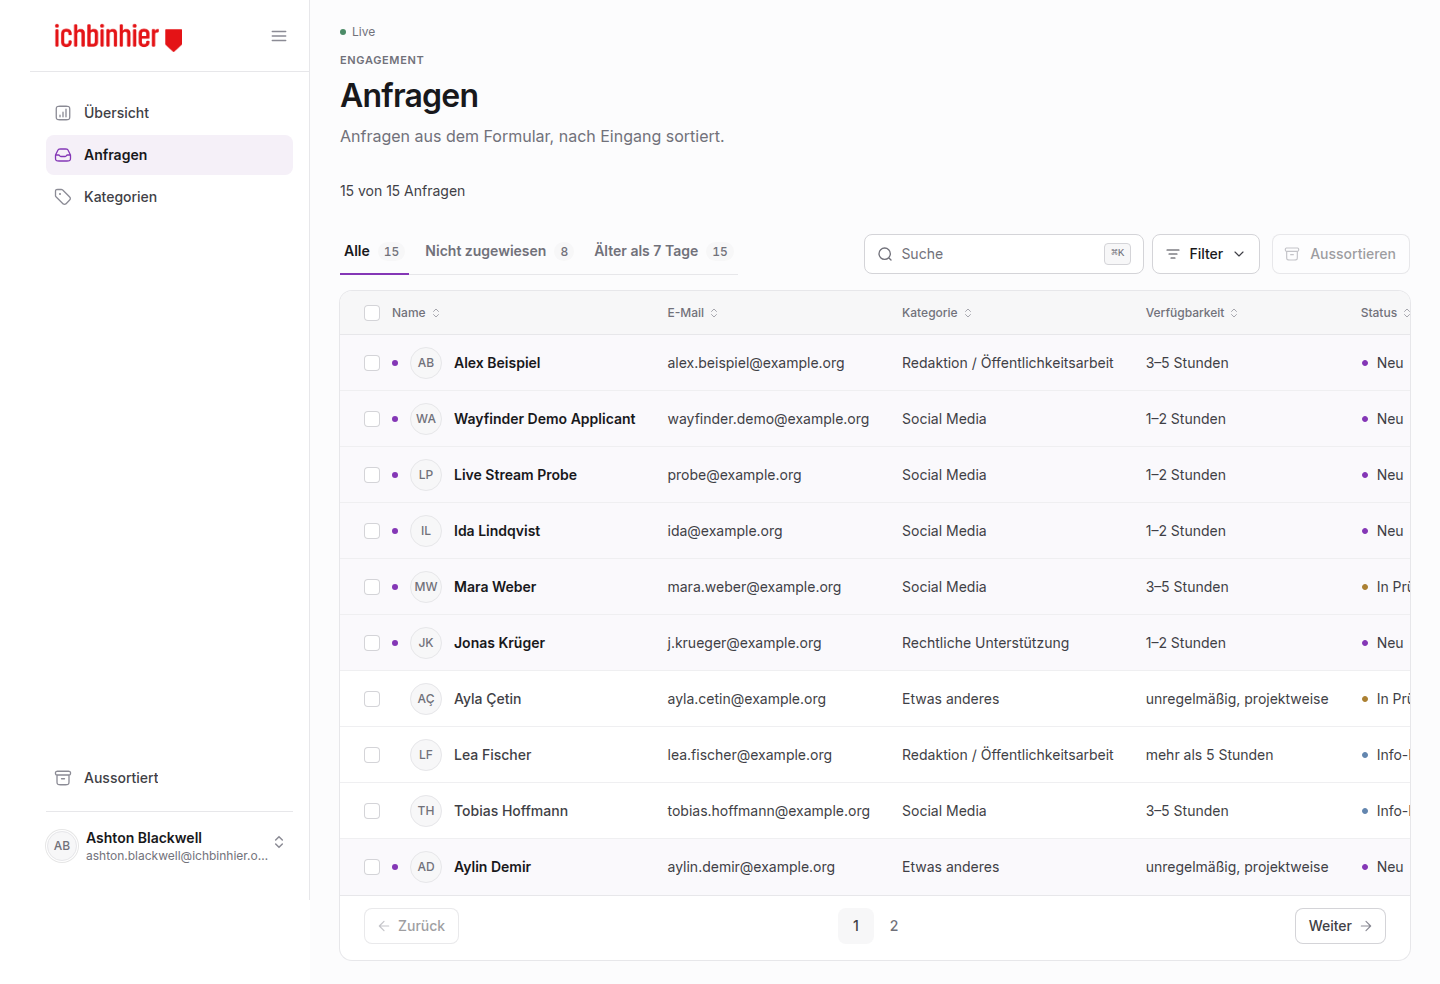 ichbinhier
Übersicht
Anfragen
Kategorien
Aussortiert
AB
Ashton Blackwell
ashton.blackwell@ichbinhier.o...
Live
ENGAGEMENT
Anfragen
Anfragen aus dem Formular, nach Eingang sortiert.
15 von 15 Anfragen
Alle 15 Nicht zugewiesen 8 Älter als 7 Tage 15
Suche ⌘K Filter Aussortieren
Name E-Mail Kategorie Verfügbarkeit Status
AB Alex Beispiel alex.beispiel@example.org Redaktion / Öffentlichkeitsarbeit 3–5 Stunden Neu
WA Wayfinder Demo Applicant wayfinder.demo@example.org Social Media 1–2 Stunden Neu
LP Live Stream Probe probe@example.org Social Media 1–2 Stunden Neu
IL Ida Lindqvist ida@example.org Social Media 1–2 Stunden Neu
MW Mara Weber mara.weber@example.org Social Media 3–5 Stunden In Prü
JK Jonas Krüger j.krueger@example.org Rechtliche Unterstützung 1–2 Stunden Neu
AÇ Ayla Çetin ayla.cetin@example.org Etwas anderes unregelmäßig, projektweise In Prü
LF Lea Fischer lea.fischer@example.org Redaktion / Öffentlichkeitsarbeit mehr als 5 Stunden Info-
TH Tobias Hoffmann tobias.hoffmann@example.org Social Media 3–5 Stunden Info-
AD Aylin Demir aylin.demir@example.org Etwas anderes unregelmäßig, projektweise Neu
Zurück 1 2 Weiter